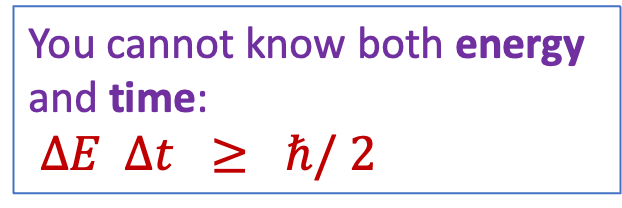 You cannot know both energy
and time:
ΔE Δt ≥ ℏ/ 2